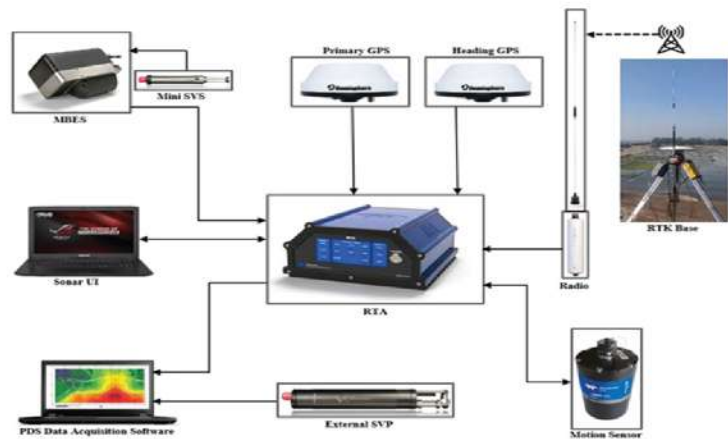 Primary GPS
Heading GPS
Mini SVS
MBES
RTK Base
Sonar UI
RTA
Radio
PDS Data Acquisition Software
External SVP
Motion Sensor